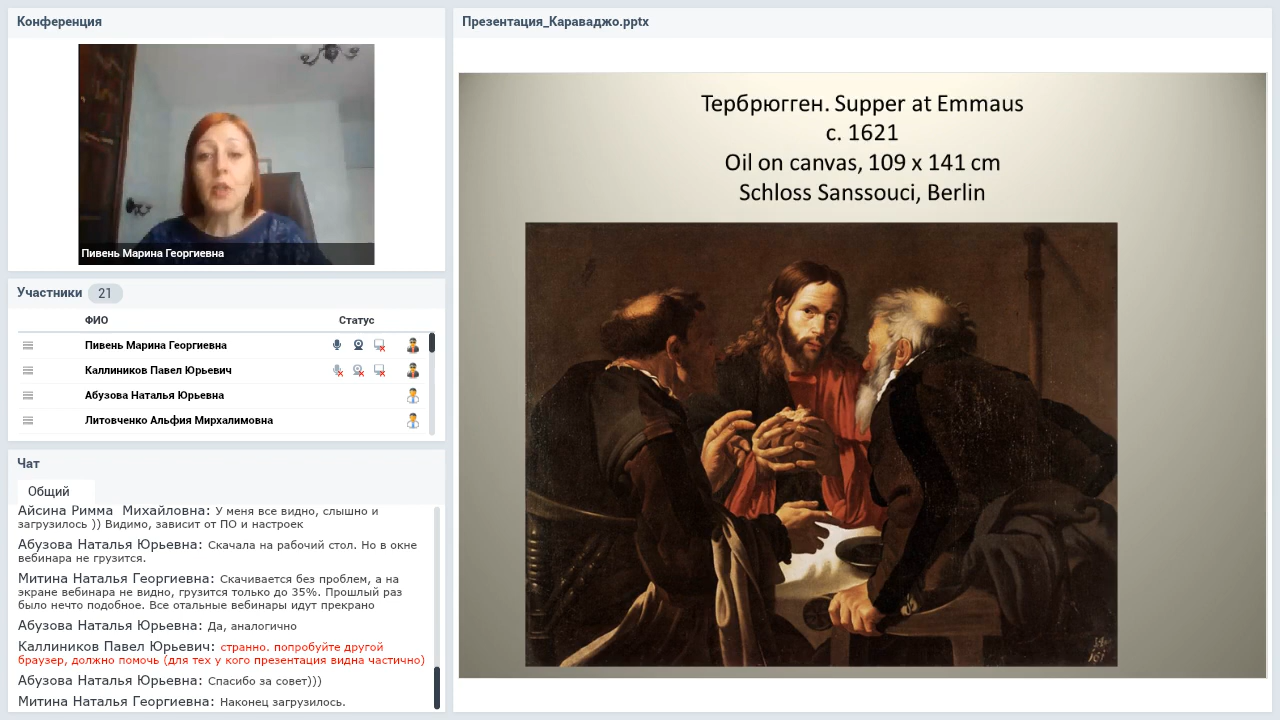 Конференция
Пивень Марина Георгиевна
Участники 21
ФИО Статус
Пивень Марина Георгиевна
Каллиников Павел Юрьевич
Абузова Наталья Юрьевна
Литовченко Альфия Мирхалимовна
Чат
Общий
Айсина Римма Михайловна: У меня все видно, слышно и
загрузилось )) Видимо, зависит от ПО и настроек
Абузова Наталья Юрьевна: Скачала на рабочий стол. Но в окне
вебинара не грузится.
Митина Наталья Георгиевна: Скачивается без проблем, а на
экране вебинара не видно, грузится только до 35%. Прошлый раз
было нечто подобное. Все отальные вебинары идут прекрано
Абузова Наталья Юрьевна: Да, аналогично
Каллиников Павел Юрьевич: странно. попробуйте другой
браузер, должно помочь (для тех у кого презентация видна частично)
Абузова Наталья Юрьевна: Спасибо за совет)))
Митина Наталья Георгиевна: Наконец загрузилось.
Презентация_Караваджо.pptx
Тербрюгген. Supper at Emmaus
c. 1621
Oil on canvas, 109 x 141 cm
Schloss Sanssouci, Berlin